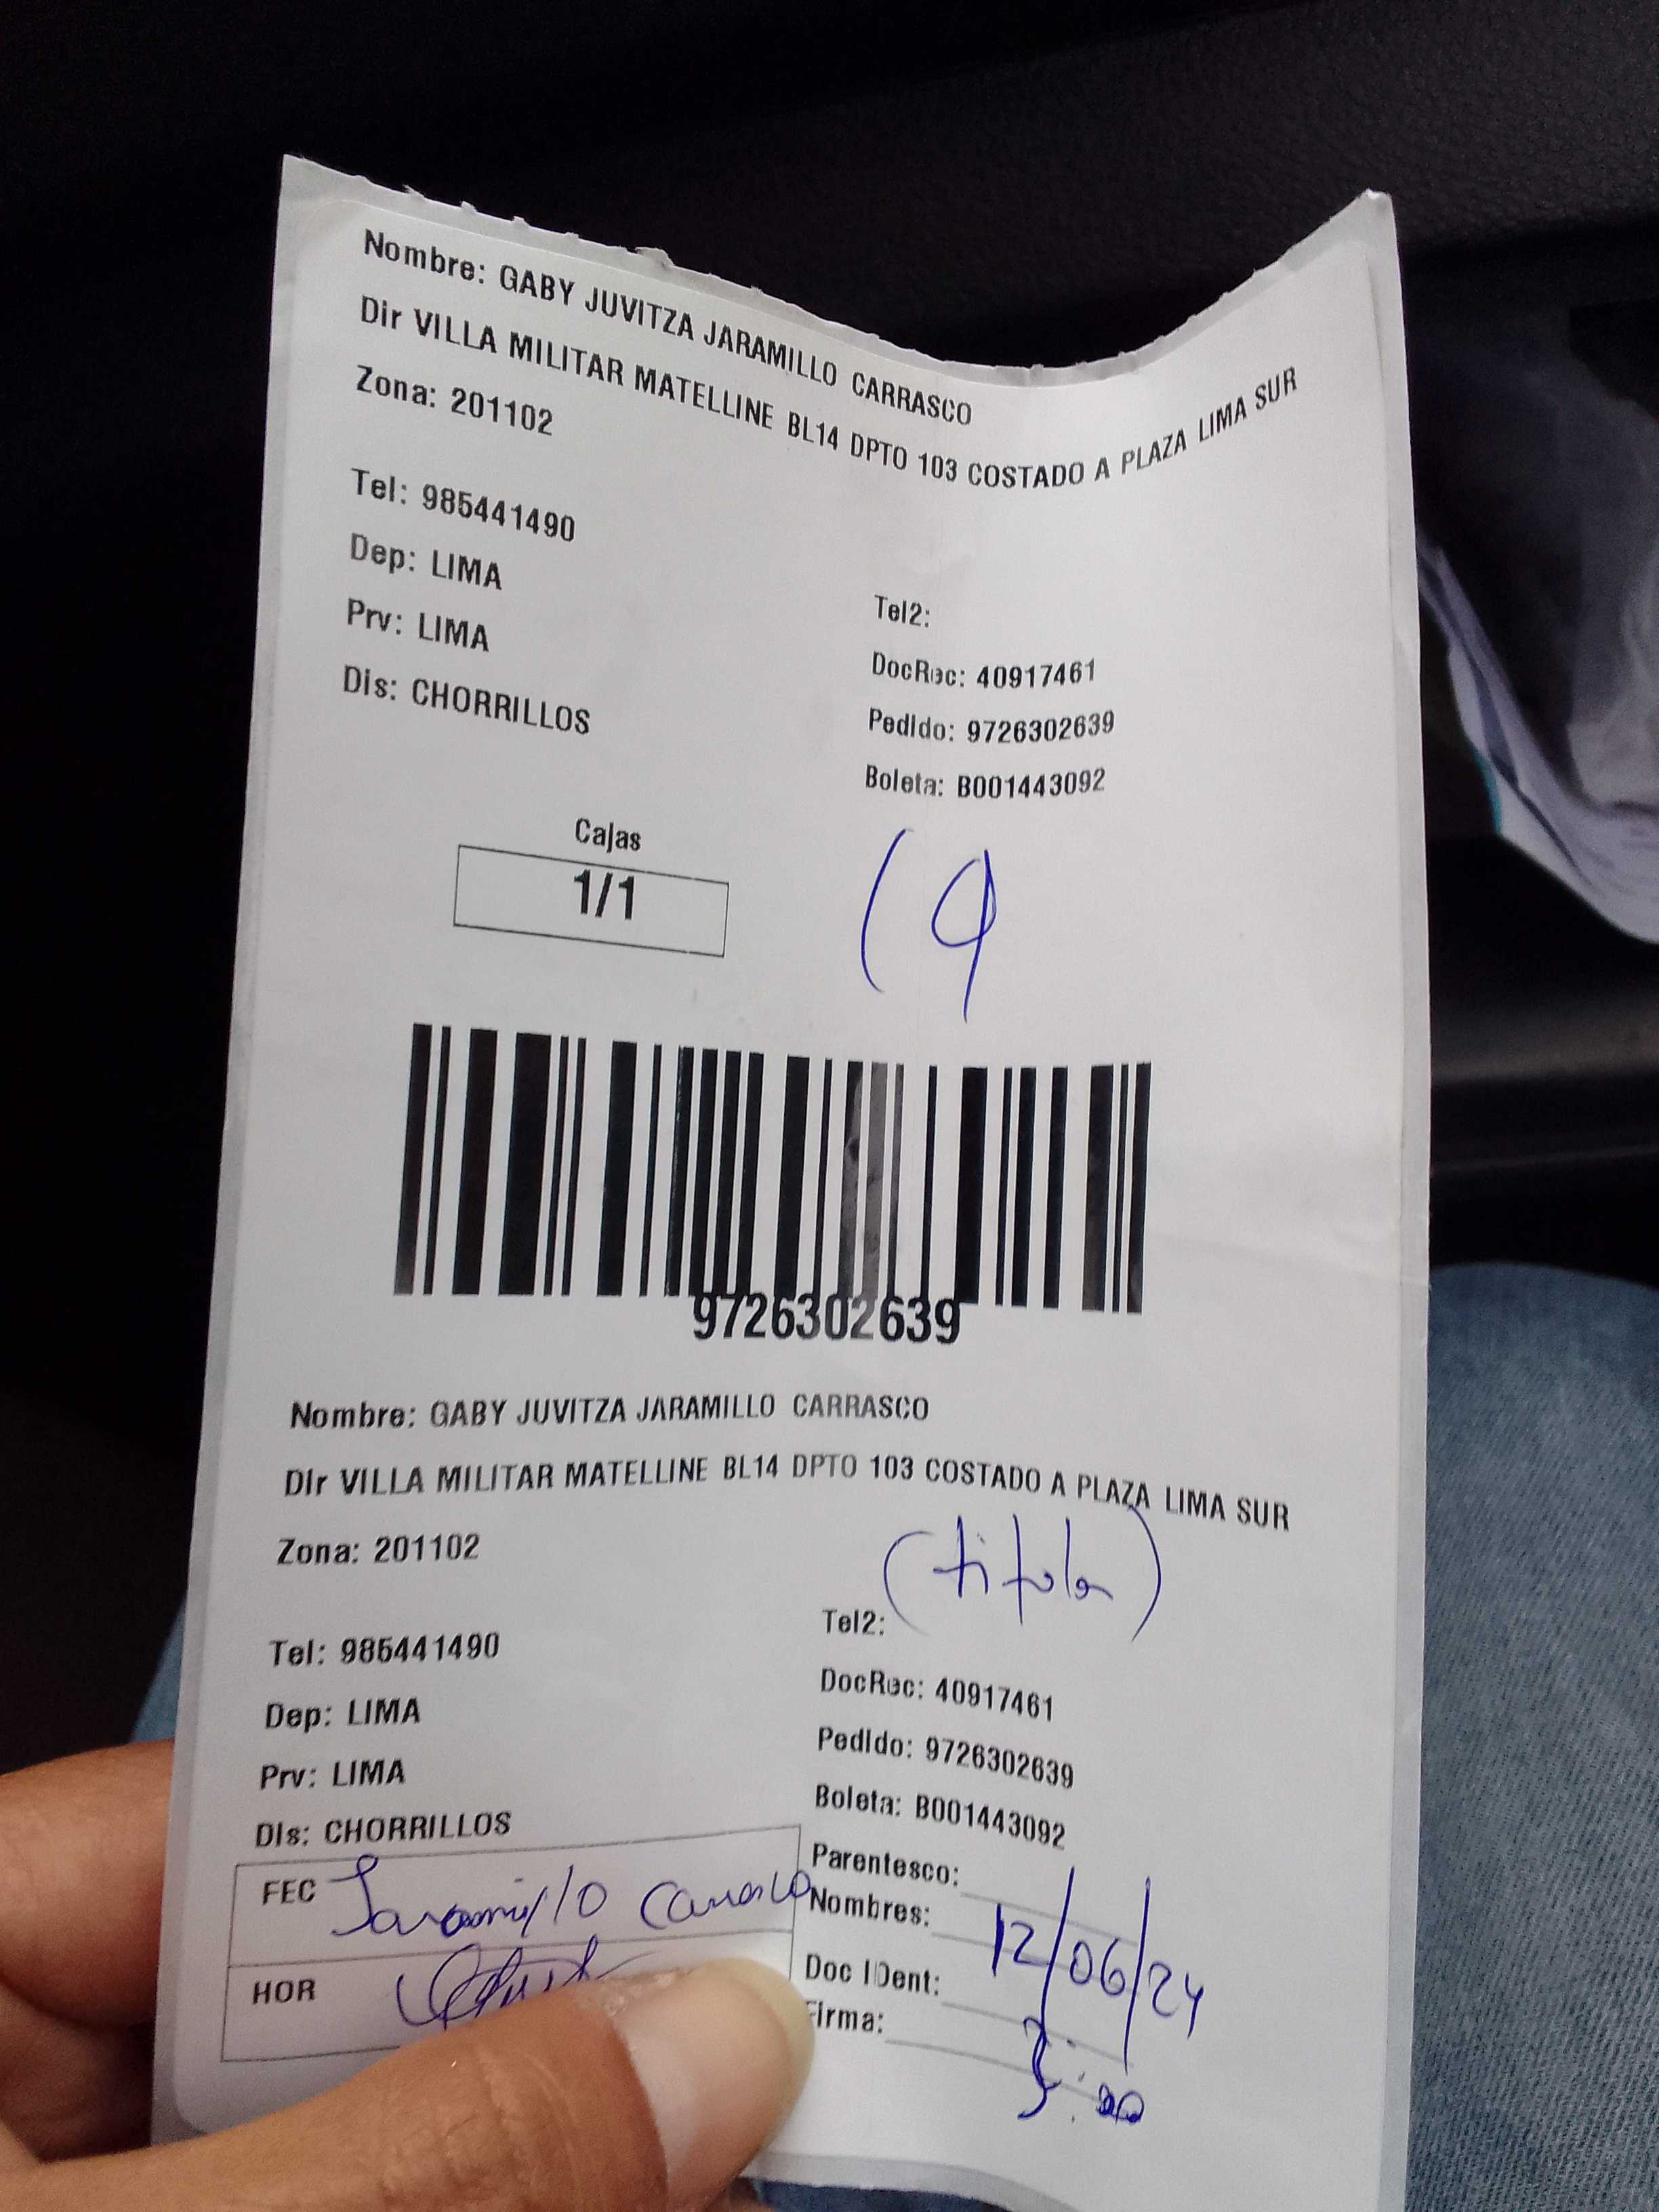 Nombre: GABY JUVITZA JARAMILLO CARRASCO
Dir VILLA MILITAR MATELLINE BL14 DPTO 103 COSTADO A PLAZA LIMA SUR
Zona: 201102
Tel: 985441490
Tel2:
Dep: LIMA
DocRec: 40917461
Prv: LIMA
Pedido: 9726302639
Dis: CHORRILLOS
Boleta: B001443092
Cajas
1/1
9726302639
Nombre: GABY JUVITZA JARAMILLO CARRASCO
Dir VILLA MILITAR MATELLINE BL14 DPTO 103 COSTADO A PLAZA LIMA SUR
Zona: 201102
(titular)
Tel: 985441490
Tel2:
Dep: LIMA
DocRec: 40917461
Prv: LIMA
Pedido: 9726302639
Dis: CHORRILLOS
Boleta: B001443092
FEC Jaramillo Carrasco
Parentesco:
Nombres:
12/06/24
HOR
Doc IDent:
Firma: